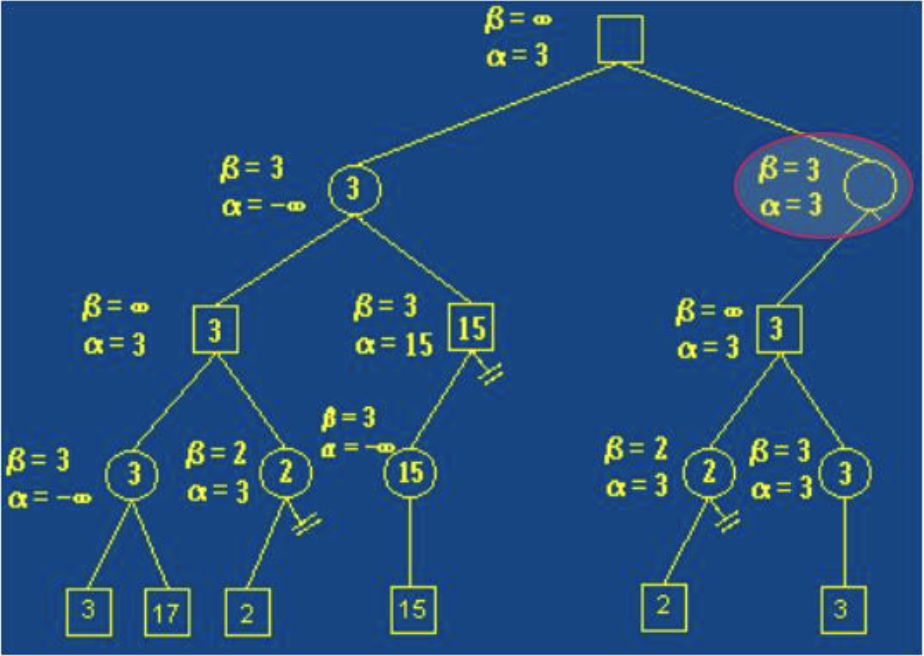 β = ∞
α = 3
β = 3
α = −∞
3
β = 3
α = 3
β = ∞
α = 3
3
β = 3
α = 15
15
β = ∞
α = 3
3
β = 3
α = −∞
3
β = 2
α = 3
2
β = 3
α = −∞
15
β = 2
α = 3
2
β = 3
α = 3
3
3
17
2
15
2
3